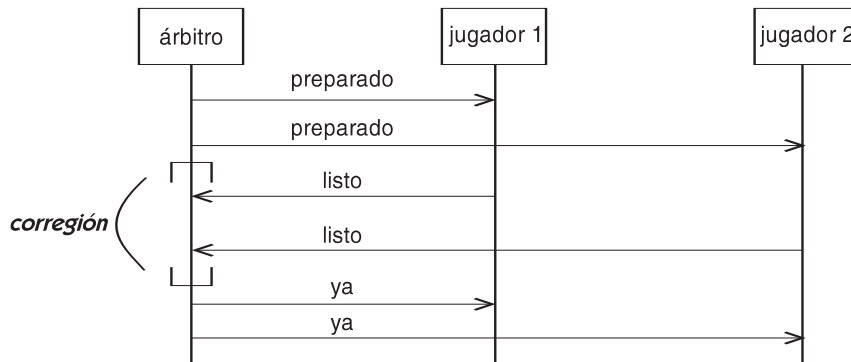 árbitro
jugador 1
jugador 2
preparado
preparado
listo
corregión
listo
ya
ya